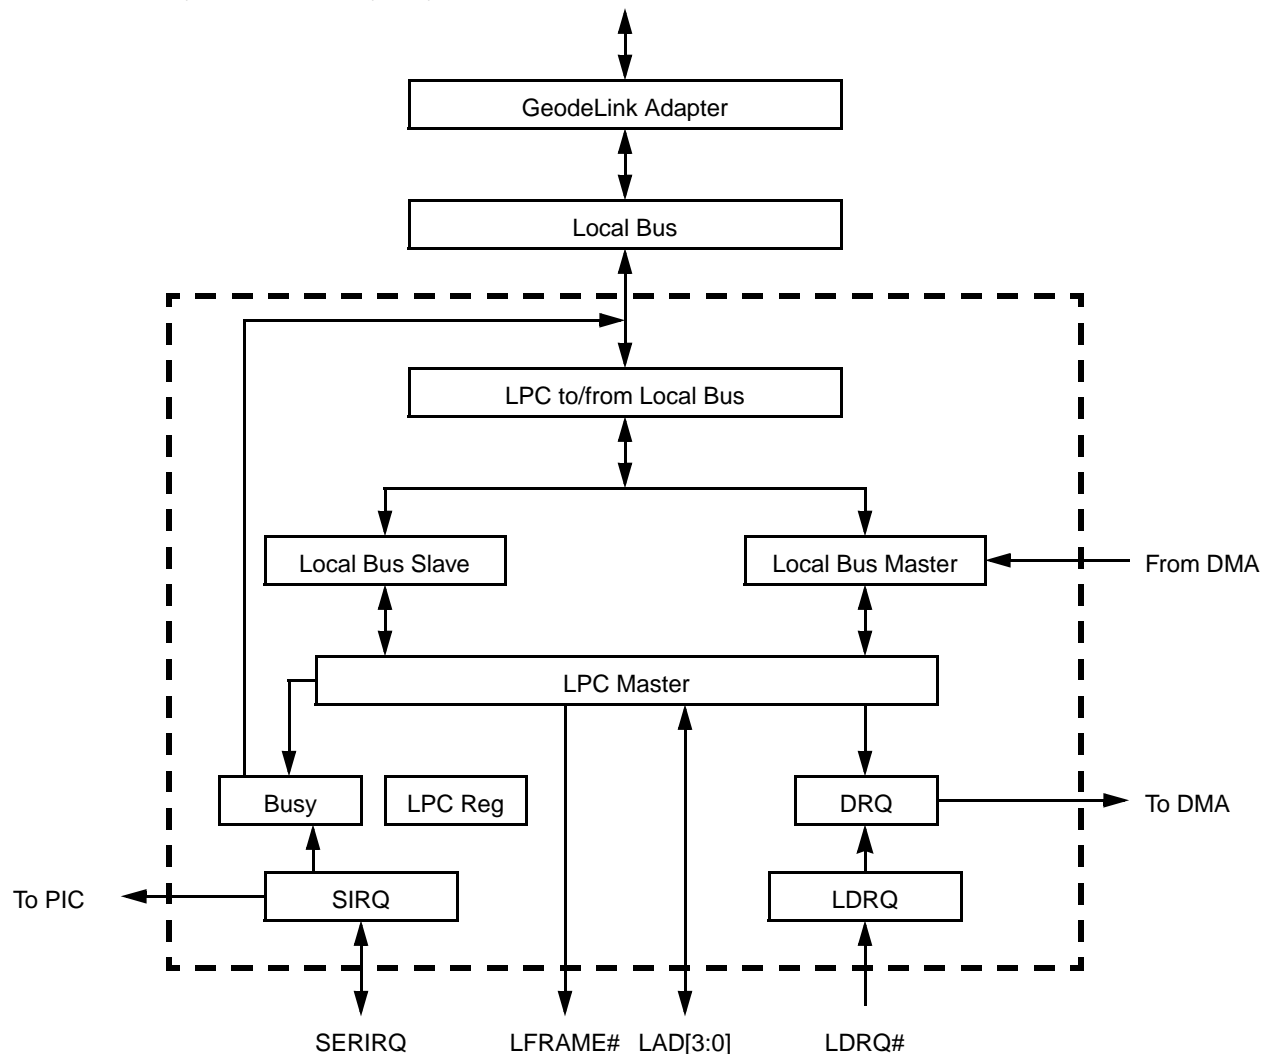 GeodeLink Adapter
Local Bus
LPC to/from Local Bus
Local Bus Slave
Local Bus Master
From DMA
LPC Master
Busy
LPC Reg
DRQ
To DMA
To PIC
SIRQ
LDRQ
SERIRQ
LFRAME#
LAD[3:0]
LDRQ#